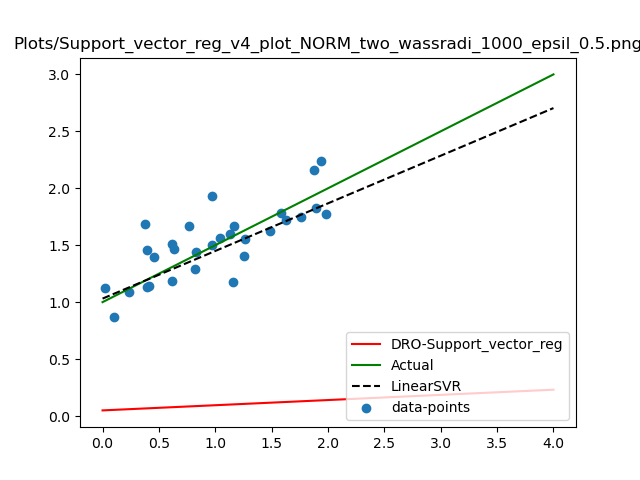 Plots/Support_vector_reg_v4_plot_NORM_two_wassradi_1000_epsil_0.5.png
3.0
2.5
2.0
1.5
1.0
0.5
0.0
DRO-Support_vector_reg
Actual
LinearSVR
data-points
0.0 0.5 1.0 1.5 2.0 2.5 3.0 3.5 4.0